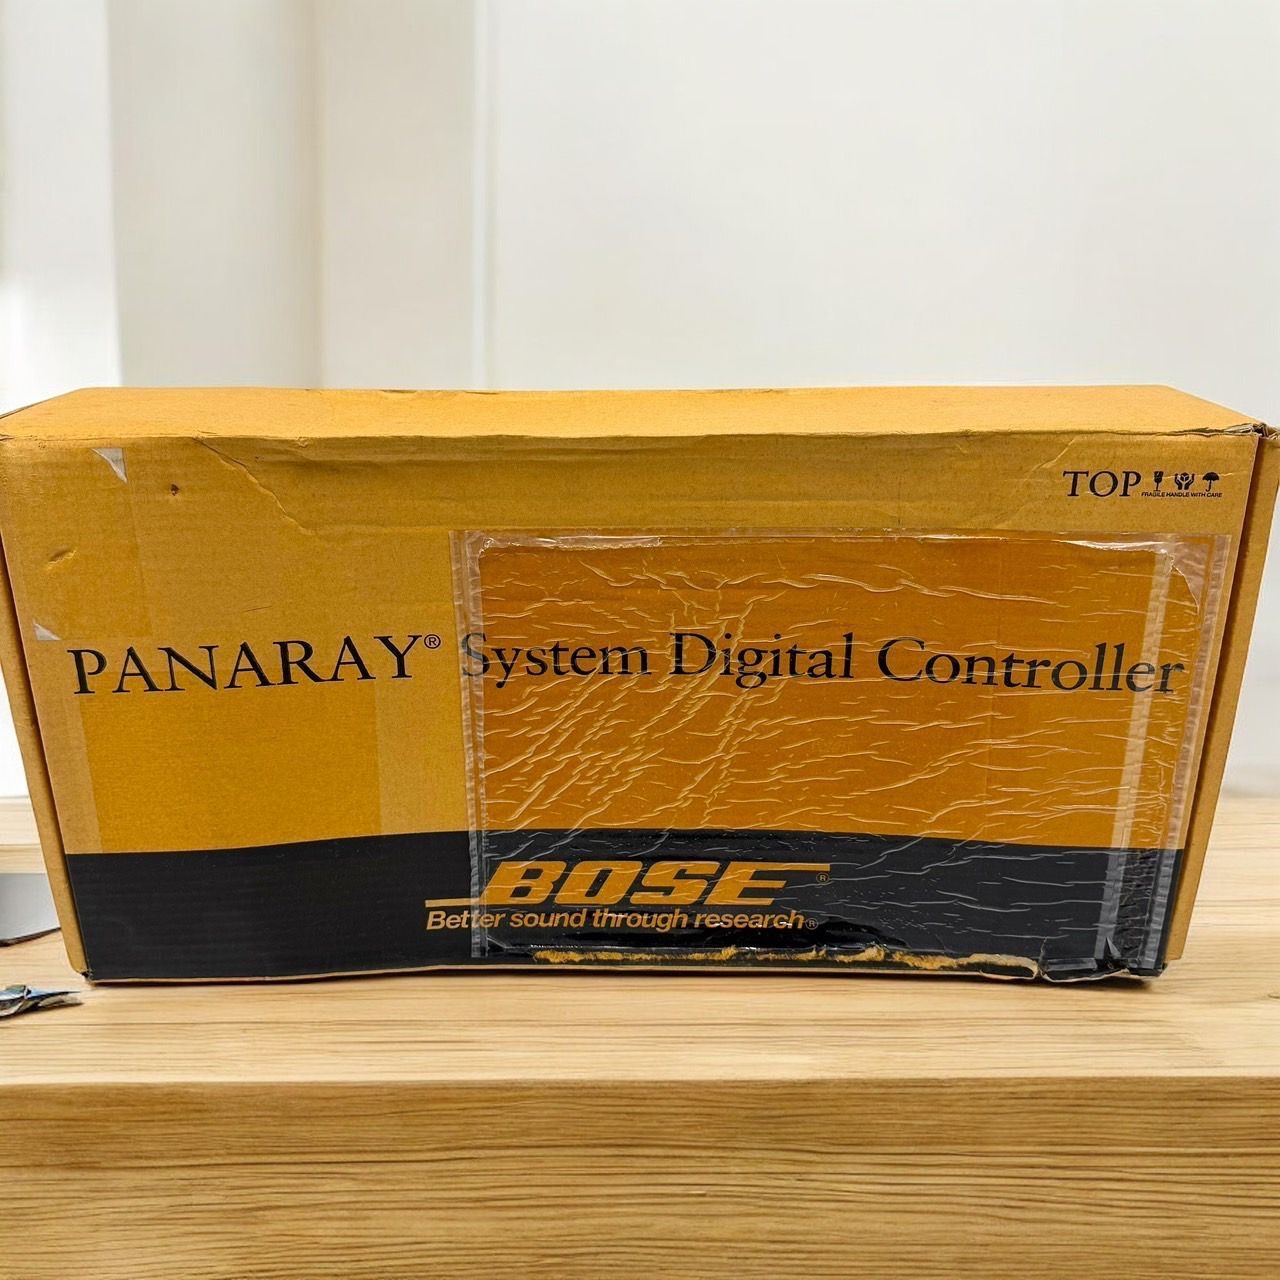 TOP
FRAGILE HANDLE WITH CARE
PANARAY® System Digital Controller
BOSE®
Better sound through research®